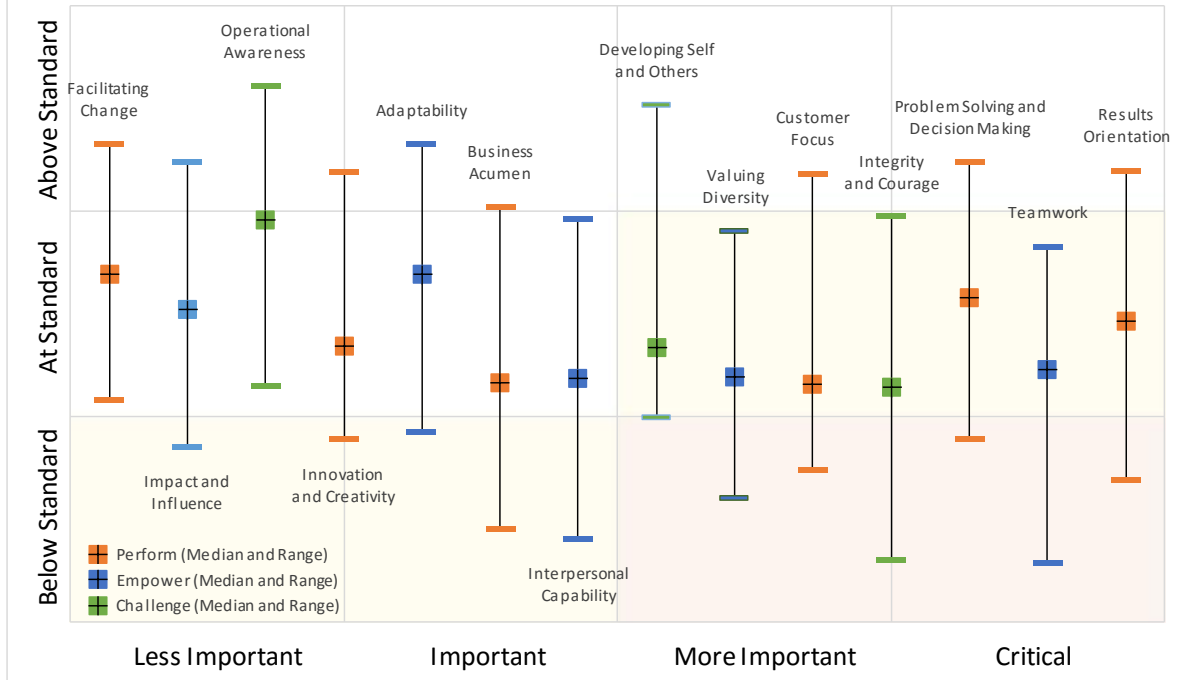 Above Standard
At Standard
Below Standard
Facilitating
Change
Impact and
Influence
Operational
Awareness
Innovation
and Creativity
Adaptability
Business
Acumen
Interpersonal
Capability
Developing Self
and Others
Valuing
Diversity
Customer
Focus
Integrity
and Courage
Problem Solving and
Decision Making
Teamwork
Results
Orientation
Perform (Median and Range)
Empower (Median and Range)
Challenge (Median and Range)
Less Important
Important
More Important
Critical